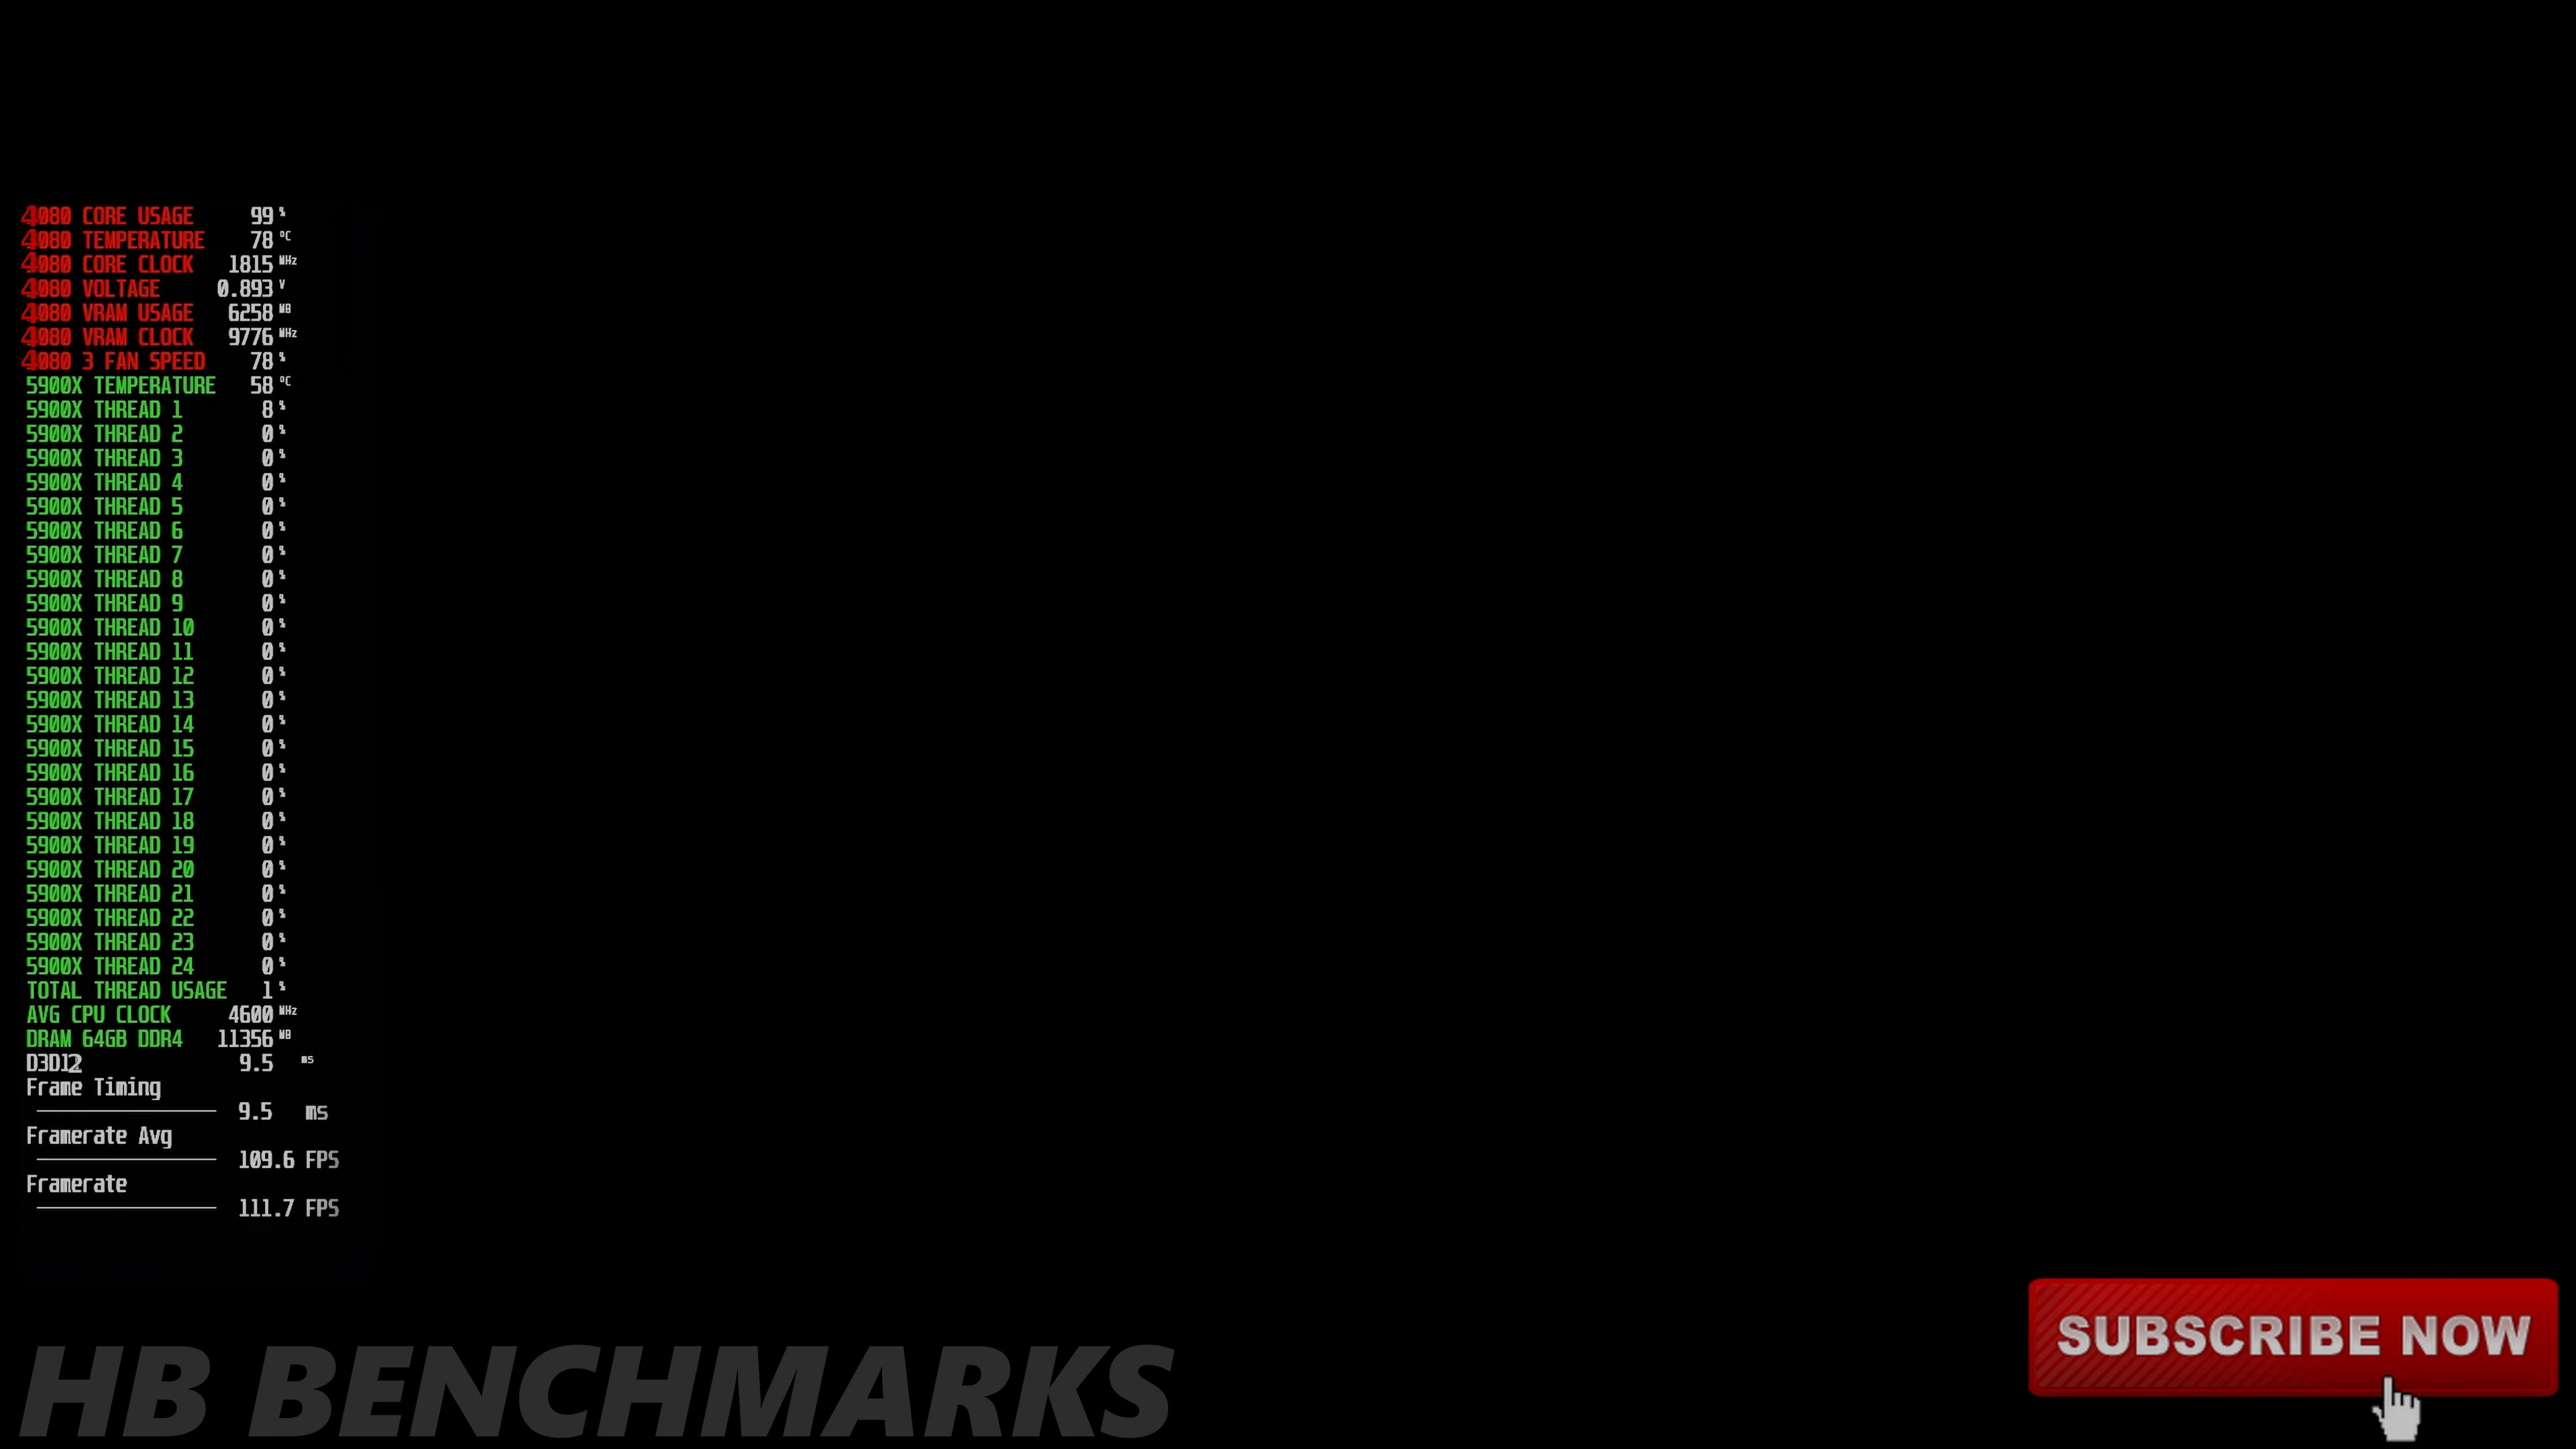 4080 CORE USAGE 99 %
4080 TEMPERATURE 78 °C
4080 CORE CLOCK 1815 MHz
4080 VOLTAGE 0.893 V
4080 VRAM USAGE 6258 MB
4080 VRAM CLOCK 9776 MHz
4080 3 FAN SPEED 78 %
5900X TEMPERATURE 58 °C
5900X THREAD 1 8 %
5900X THREAD 2 0 %
5900X THREAD 3 0 %
5900X THREAD 4 0 %
5900X THREAD 5 0 %
5900X THREAD 6 0 %
5900X THREAD 7 0 %
5900X THREAD 8 0 %
5900X THREAD 9 0 %
5900X THREAD 10 0 %
5900X THREAD 11 0 %
5900X THREAD 12 0 %
5900X THREAD 13 0 %
5900X THREAD 14 0 %
5900X THREAD 15 0 %
5900X THREAD 16 0 %
5900X THREAD 17 0 %
5900X THREAD 18 0 %
5900X THREAD 19 0 %
5900X THREAD 20 0 %
5900X THREAD 21 0 %
5900X THREAD 22 0 %
5900X THREAD 23 0 %
5900X THREAD 24 0 %
TOTAL THREAD USAGE 1 %
AVG CPU CLOCK 4600 MHz
DRAM 64GB DDR4 11356 MB
D3D12 9.5 ms
Frame Timing
9.5 ms
Framerate Avg
109.6 FPS
Framerate
111.7 FPS
SUBSCRIBE NOW
HB BENCHMARKS